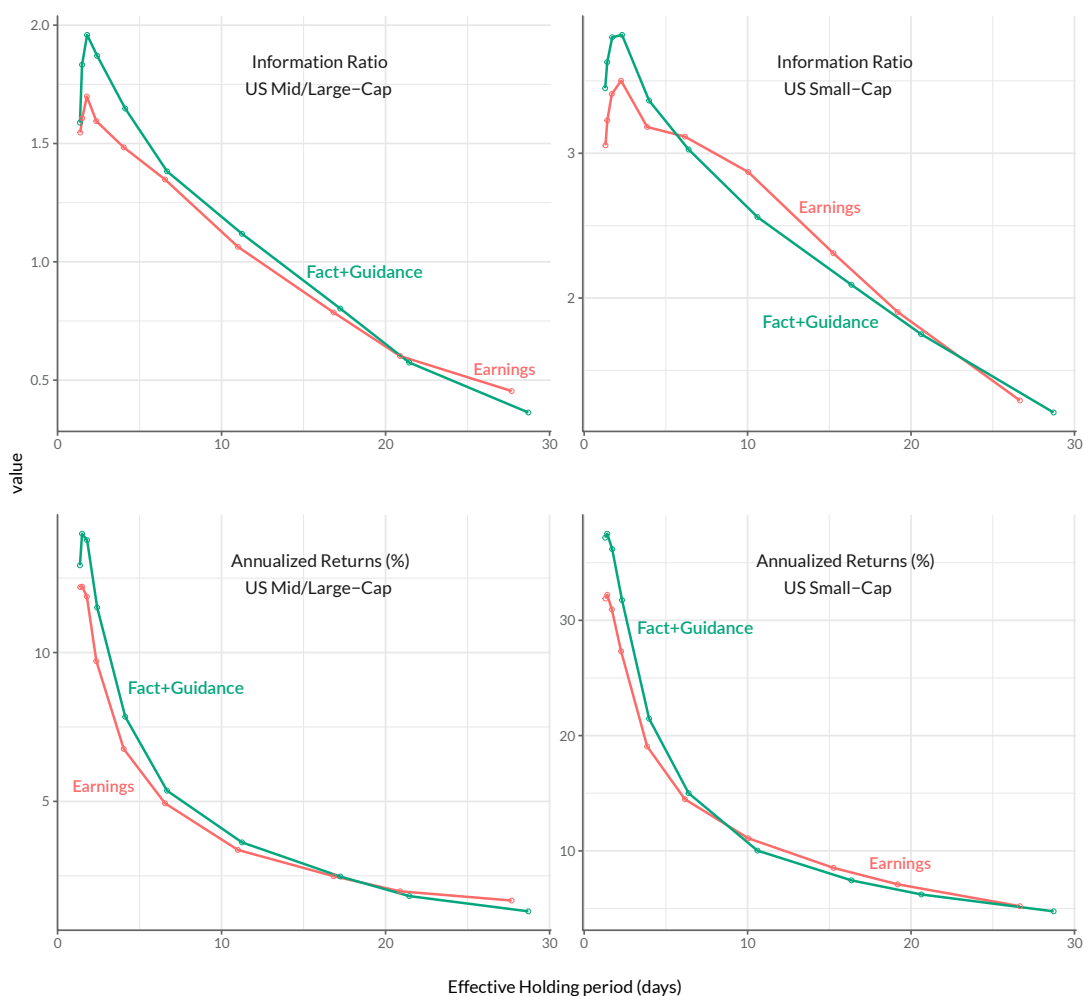 2.0
1.5
1.0
0.5
0
10
20
30
Information Ratio
US Mid/Large−Cap
Fact+Guidance
Earnings
3
2
0
10
20
30
Information Ratio
US Small−Cap
Earnings
Fact+Guidance
value
10
5
0
10
20
30
Annualized Returns (%)
US Mid/Large−Cap
Fact+Guidance
Earnings
30
20
10
0
10
20
30
Annualized Returns (%)
US Small−Cap
Fact+Guidance
Earnings
Effective Holding period (days)